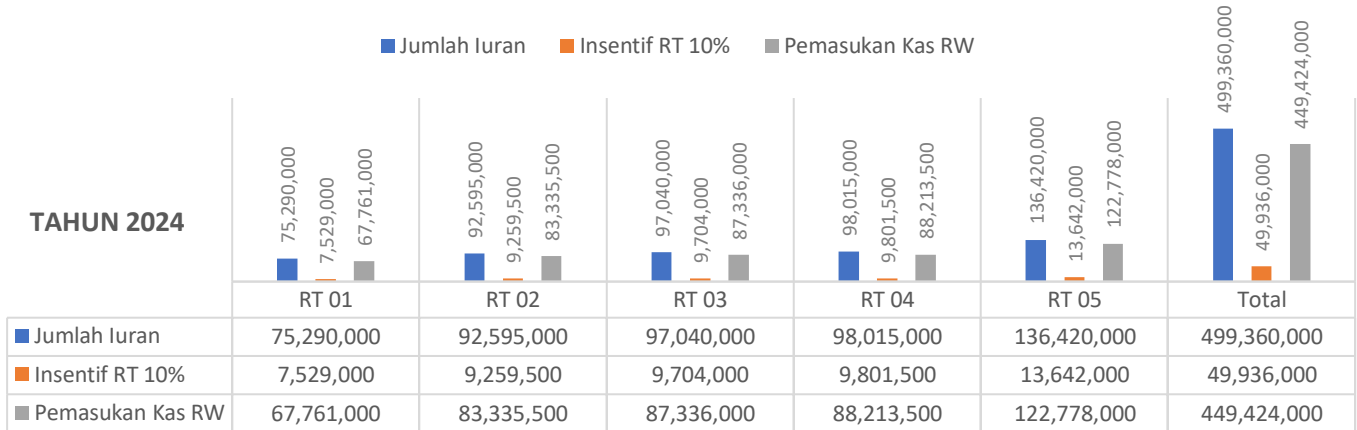 Jumlah Iuran Insentif RT 10% Pemasukan Kas RW
TAHUN 2024
75,290,000 7,529,000 67,761,000 92,595,000 9,259,500 83,335,500 97,040,000 9,704,000 87,336,000 98,015,000 9,801,500 88,213,500 136,420,000 13,642,000 122,778,000 499,360,000 49,936,000 449,424,000
RT 01 RT 02 RT 03 RT 04 RT 05 Total
Jumlah Iuran 75,290,000 92,595,000 97,040,000 98,015,000 136,420,000 499,360,000
Insentif RT 10% 7,529,000 9,259,500 9,704,000 9,801,500 13,642,000 49,936,000
Pemasukan Kas RW 67,761,000 83,335,500 87,336,000 88,213,500 122,778,000 449,424,000